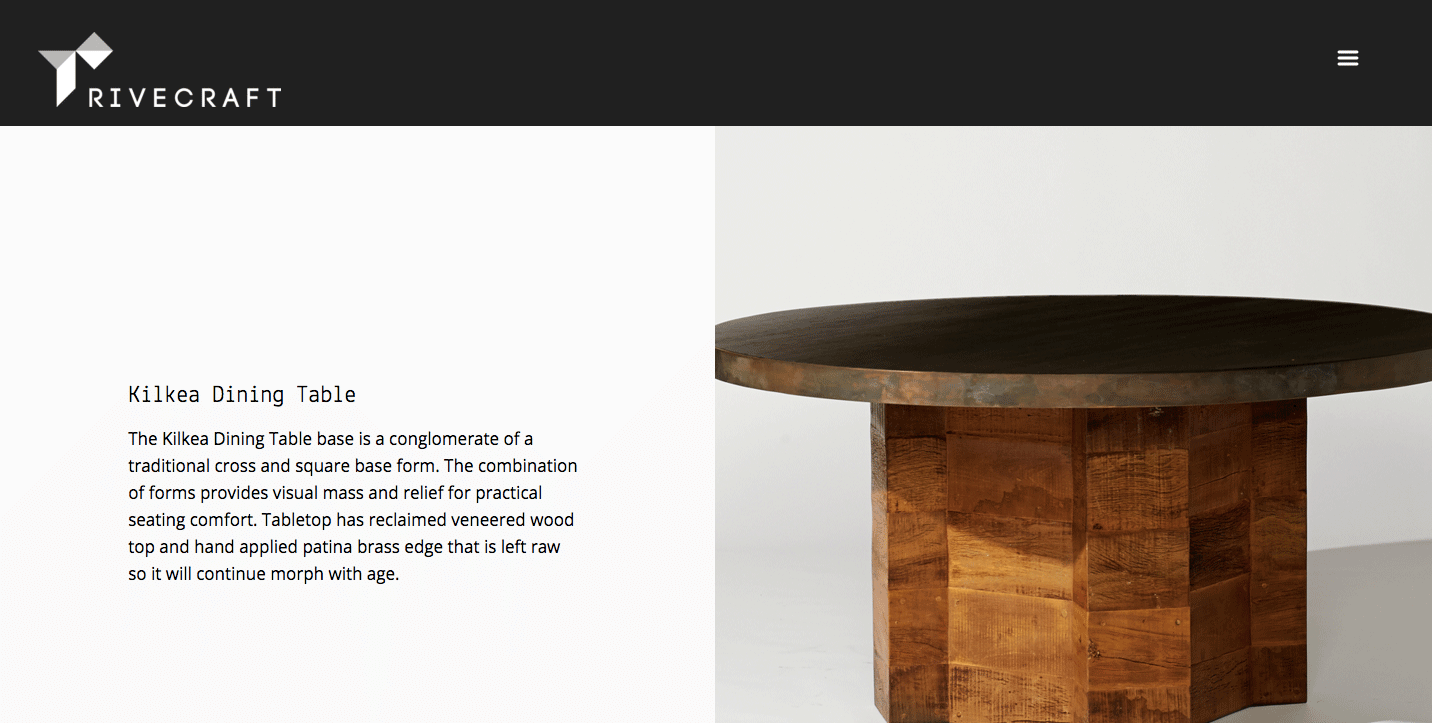 RIVECRAFT
Kilkea Dining Table
The Kilkea Dining Table base is a conglomerate of a
traditional cross and square base form. The combination
of forms provides visual mass and relief for practical
seating comfort. Tabletop has reclaimed veneered wood
top and hand applied patina brass edge that is left raw
so it will continue morph with age.